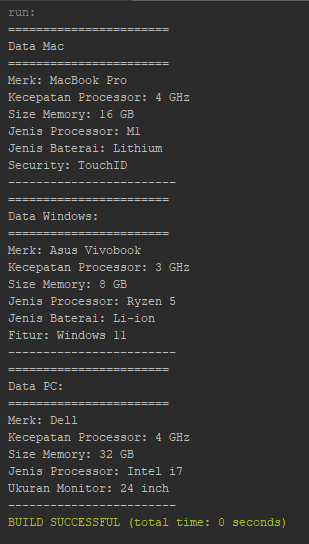 run:
=======================
Data Mac
=======================
Merk: MacBook Pro
Kecepatan Processor: 4 GHz
Size Memory: 16 GB
Jenis Processor: M1
Jenis Baterai: Lithium
Security: TouchID
------------------------
=======================
Data Windows:
=======================
Merk: Asus Vivobook
Kecepatan Processor: 3 GHz
Size Memory: 8 GB
Jenis Processor: Ryzen 5
Jenis Baterai: Li-ion
Fitur: Windows 11
------------------------
=======================
Data PC:
=======================
Merk: Dell
Kecepatan Processor: 4 GHz
Size Memory: 32 GB
Jenis Processor: Intel i7
Ukuran Monitor: 24 inch
------------------------
BUILD SUCCESSFUL (total time: 0 seconds)